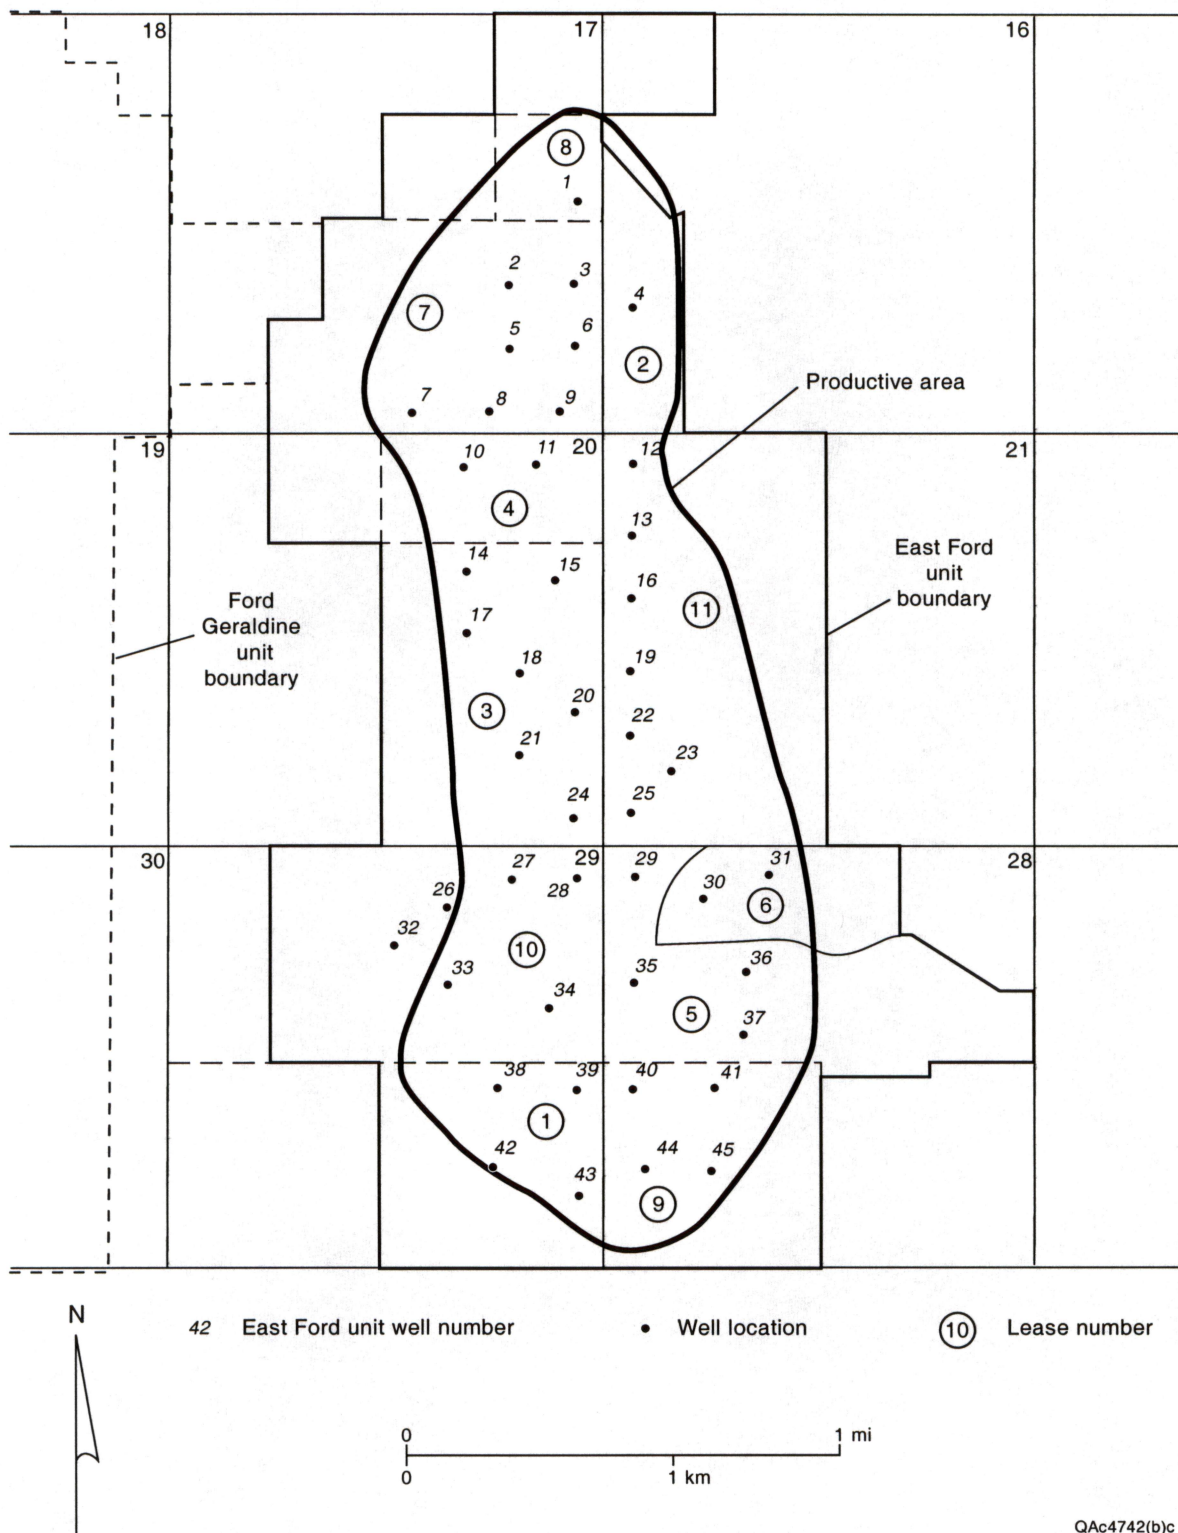 18 17 16
8
1
2 3
4
7
5 6
2
Productive area
7 8 9
19 20 21
10 11 12
4
13
East Ford
unit
boundary
14 15
16
11
Ford
Geraldine
unit
boundary
17
18 19
3
20
22
21
23
24 25
30 28
27 29 29 31
28
30
26
6
32
10
33
35 36
34
5
37
38 39 40 41
1
42
44 45
43
9
N
42 East Ford unit well number
Well location
10 Lease number
0 1 mi
0 1 km
QAc4742(b)c